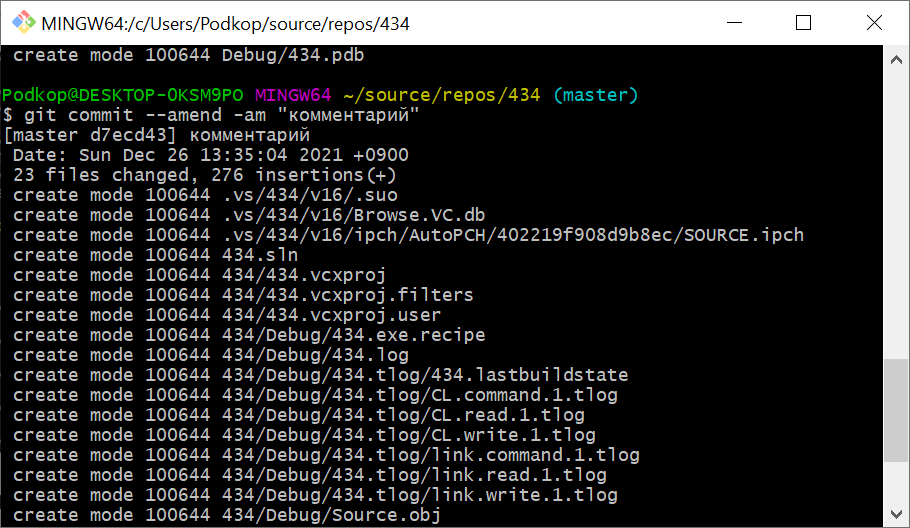 MINGW64:/c/Users/Podkop/source/repos/434
create mode 100644 Debug/434.pdb
Podkop@DESKTOP-0KSM9PO MINGW64 ~/source/repos/434 (master)
$ git commit --amend -am "комментарий"
[master d7ecd43] комментарий
Date: Sun Dec 26 13:35:04 2021 +0900
23 files changed, 276 insertions(+)
create mode 100644 .vs/434/v16/.suo
create mode 100644 .vs/434/v16/Browse.VC.db
create mode 100644 .vs/434/v16/ipch/AutoPCH/402219f908d9b8ec/SOURCE.ipch
create mode 100644 434.sln
create mode 100644 434/434.vcxproj
create mode 100644 434/434.vcxproj.filters
create mode 100644 434/434.vcxproj.user
create mode 100644 434/Debug/434.exe.recipe
create mode 100644 434/Debug/434.log
create mode 100644 434/Debug/434.tlog/434.lastbuildstate
create mode 100644 434/Debug/434.tlog/CL.command.1.tlog
create mode 100644 434/Debug/434.tlog/CL.read.1.tlog
create mode 100644 434/Debug/434.tlog/CL.write.1.tlog
create mode 100644 434/Debug/434.tlog/link.command.1.tlog
create mode 100644 434/Debug/434.tlog/link.read.1.tlog
create mode 100644 434/Debug/434.tlog/link.write.1.tlog
create mode 100644 434/Debug/Source.obj